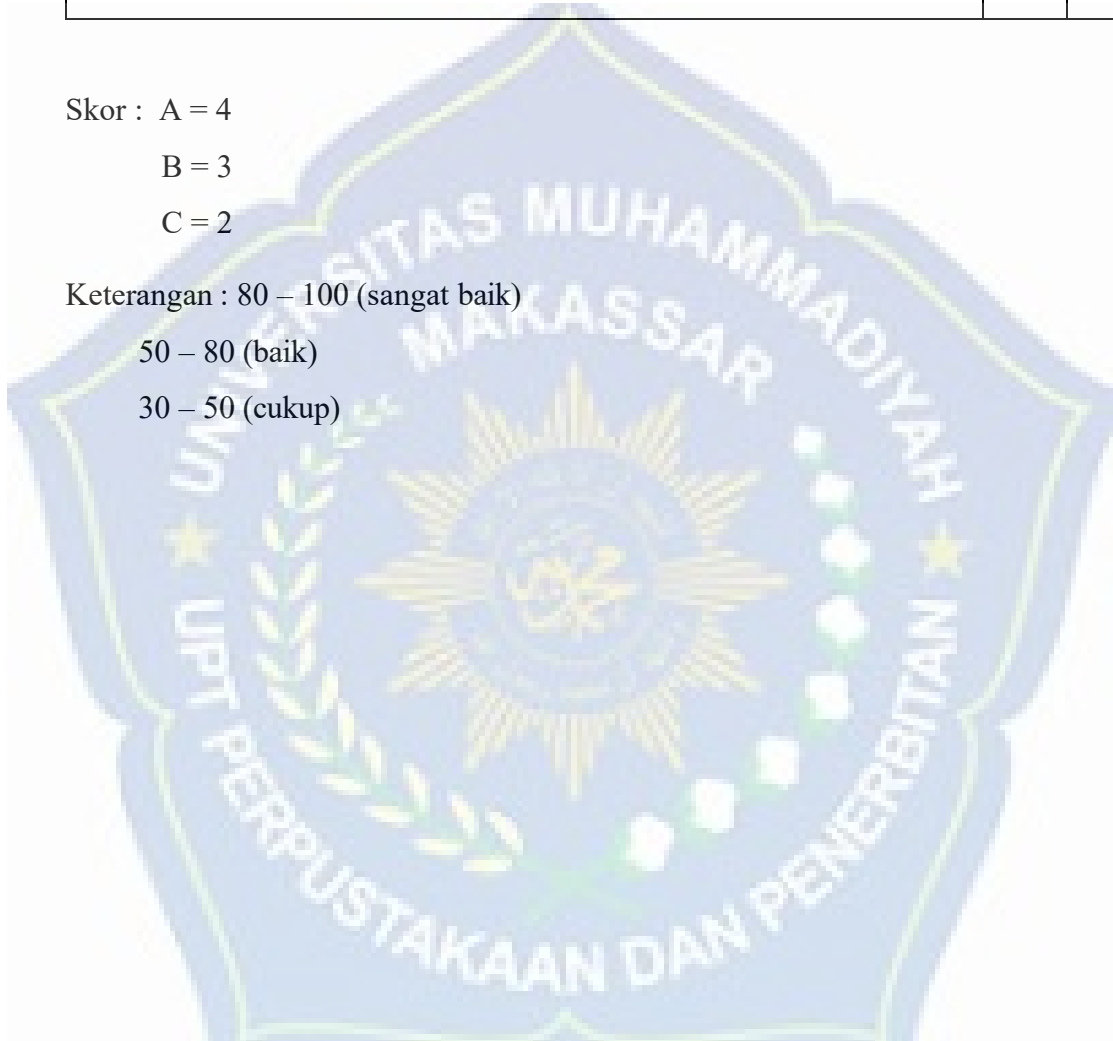 Skor : A = 4
B = 3
C = 2
Keterangan : 80 – 100 (sangat baik)
50 – 80 (baik)
30 – 50 (cukup)
UNIVERSITAS MUHAMMADIYAH
MAKASSAR
UPT PERPUSTAKAAN DAN PENERBITAN